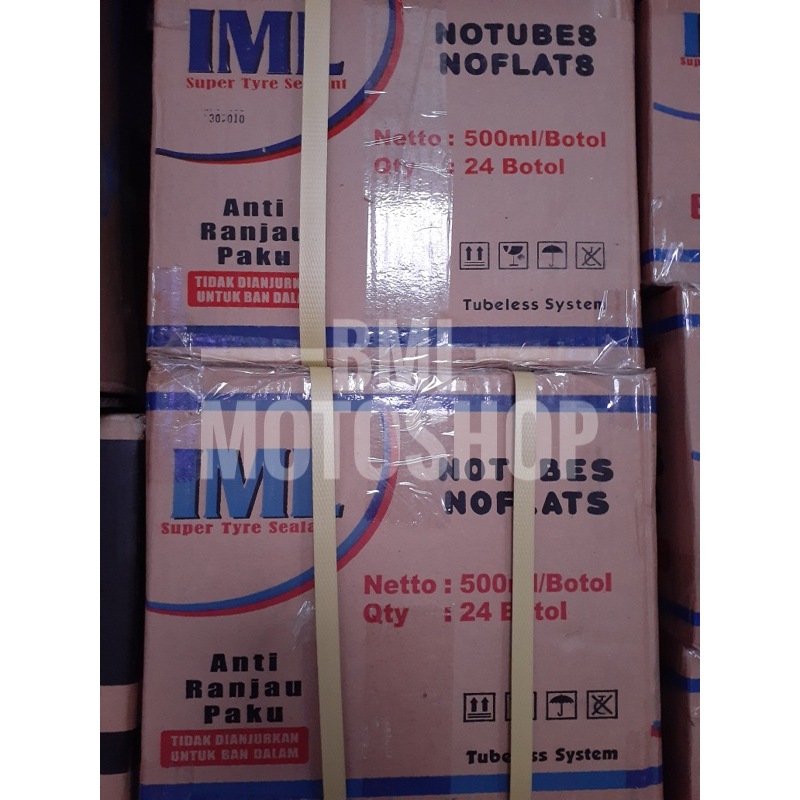 IML
Super Tyre Sealant
30.010
NOTUBES
NOFLATS
Netto : 500ml/Botol
Qty : 24 Botol
Anti
Ranjau
Paku
TIDAK DIANJURKAN
UNTUK BAN DALAM
Tubeless System
BMJ
MOTOSHOP
IML
Super Tyre Sealant
NOTUBES
NOFLATS
Netto : 500ml/Botol
Qty : 24 Botol
Anti
Ranjau
Paku
TIDAK DIANJURKAN
UNTUK BAN DALAM
Tubeless System